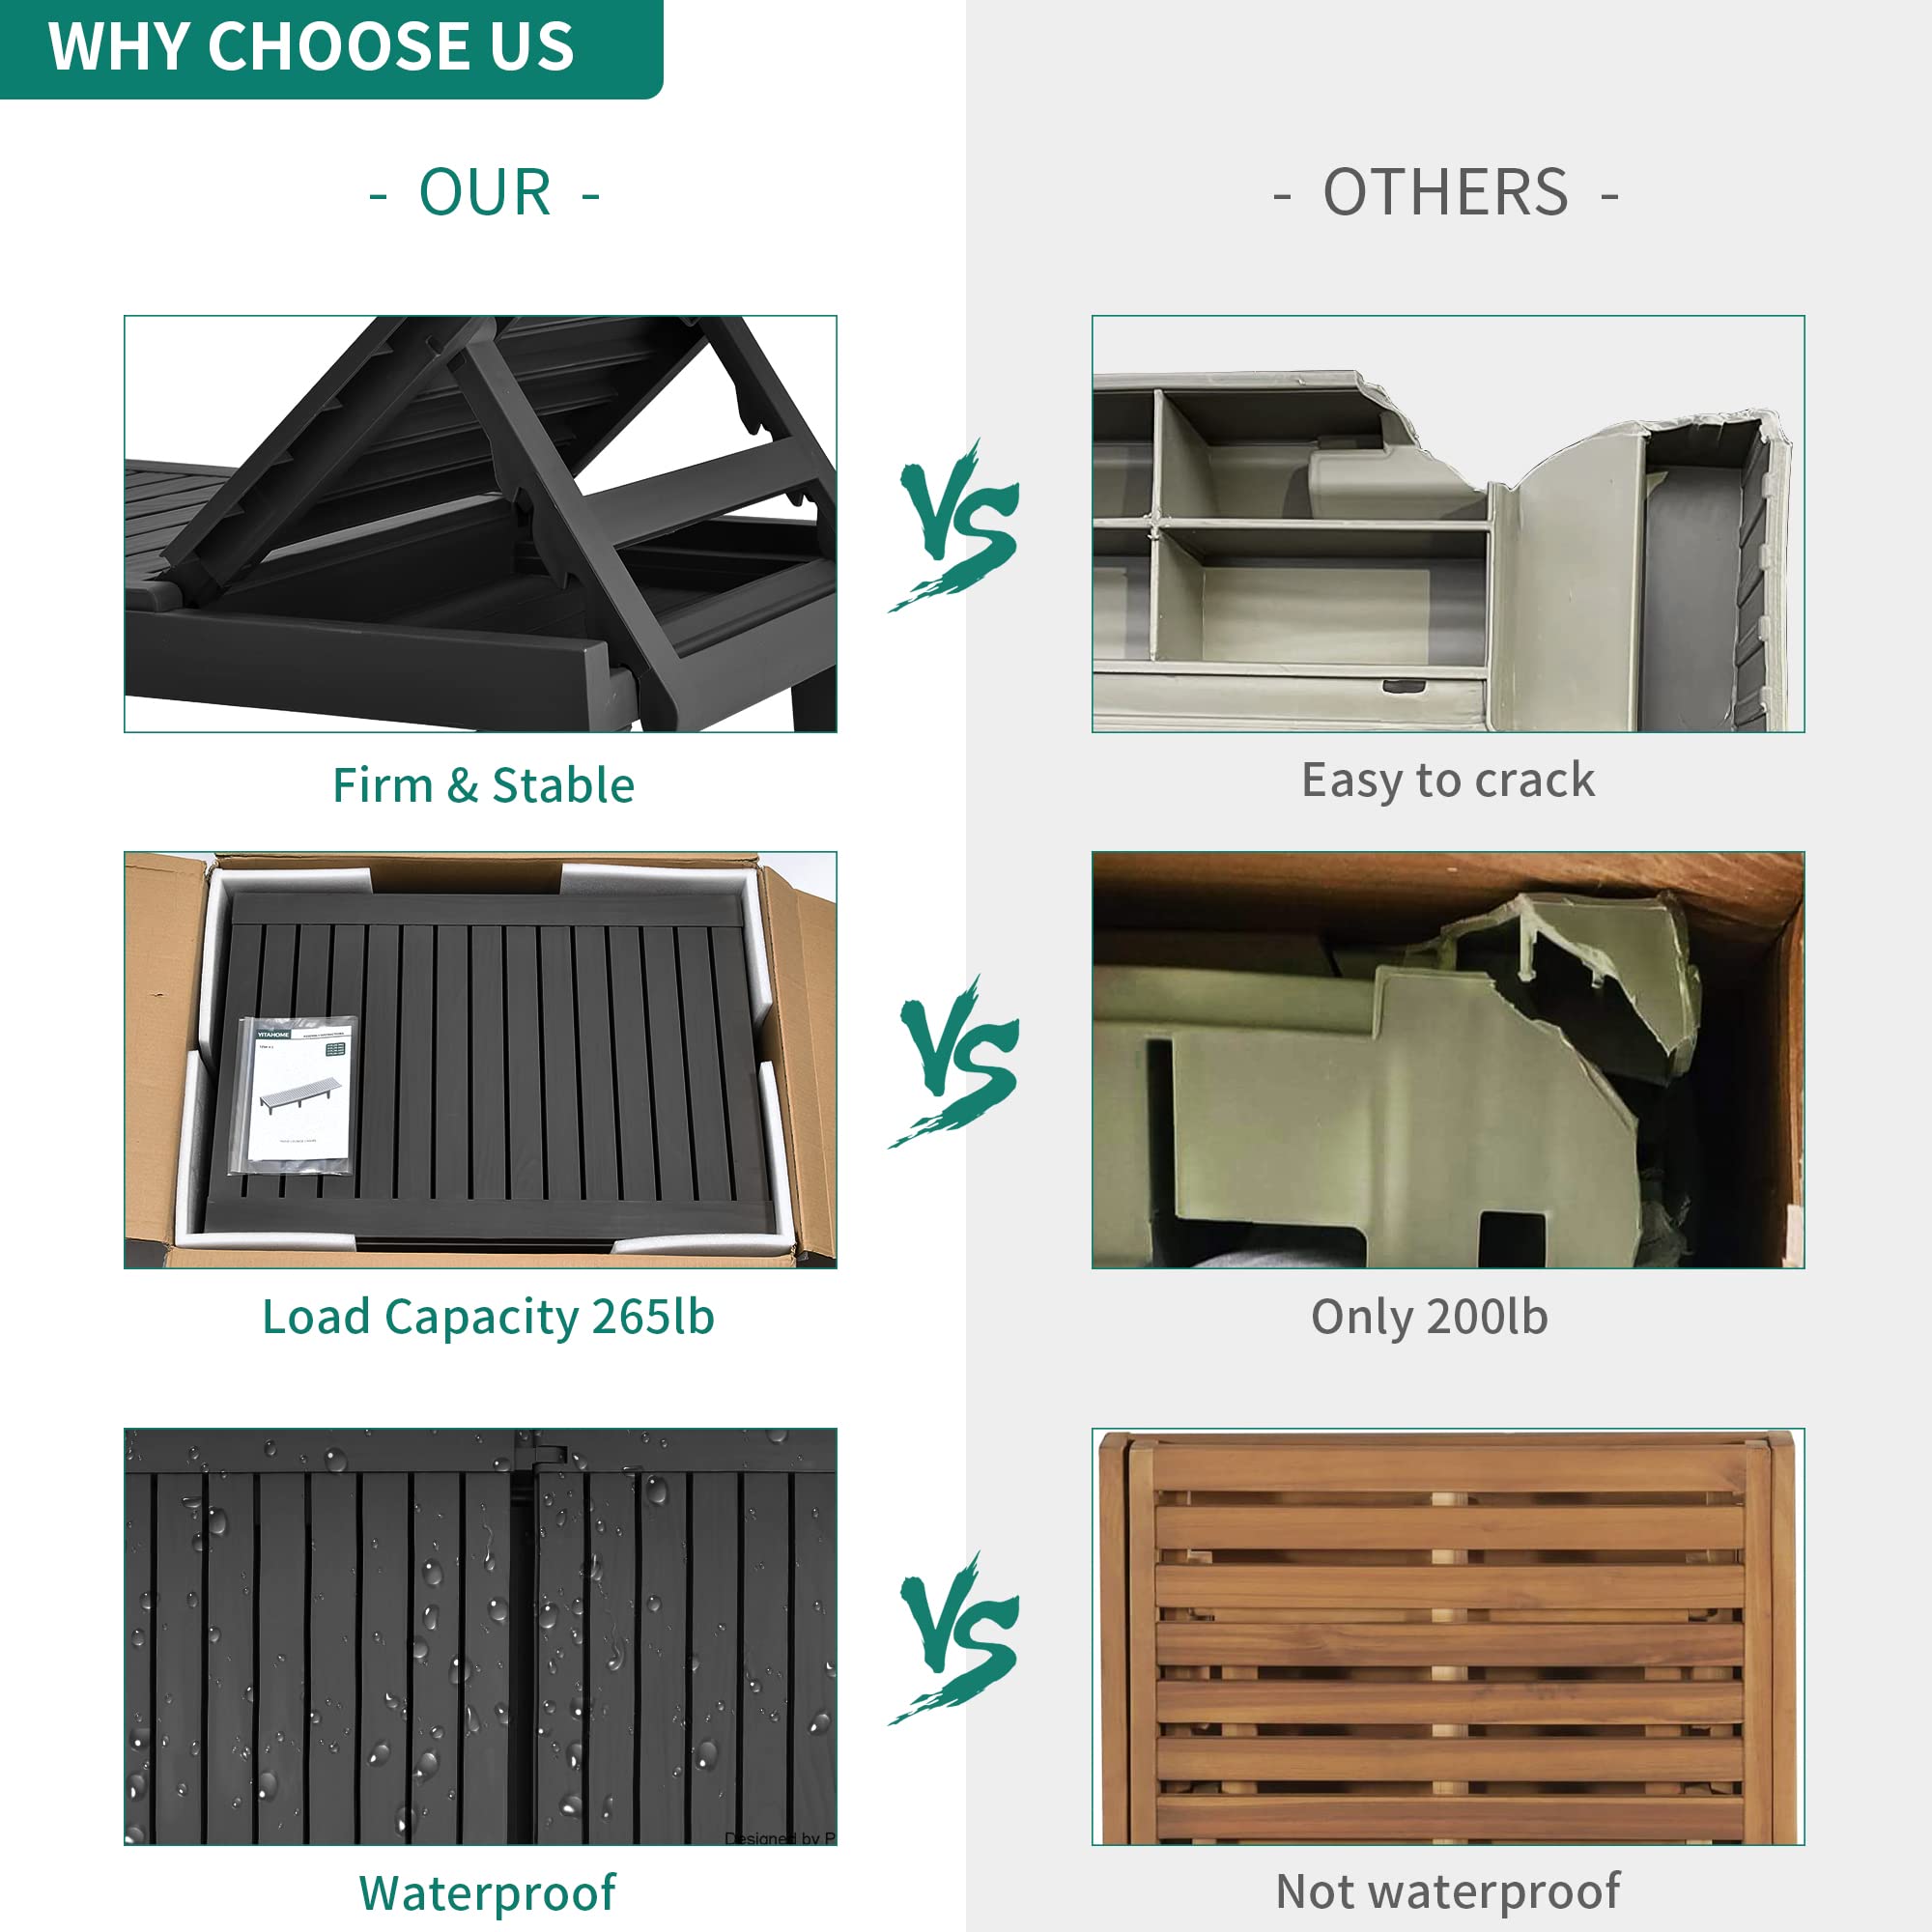 WHY CHOOSE US
- OUR -
- OTHERS -
VS
Firm & Stable
Easy to crack
VITAHOME
VS
Load Capacity 265lb
Only 200lb
VS
Designed by P
Waterproof
Not waterproof